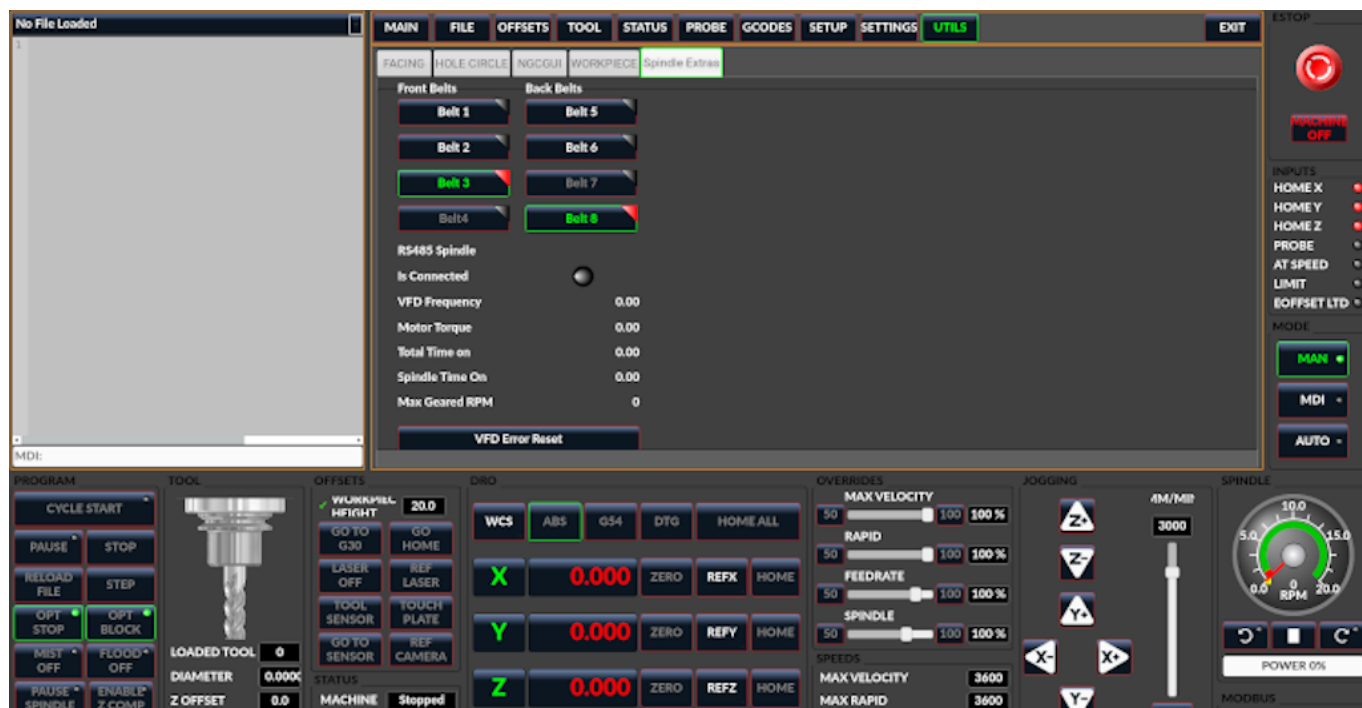 No File Loaded
1
MDI:
MAIN FILE OFFSETS TOOL STATUS PROBE GCODES SETUP SETTINGS UTILS EXIT
FACING HOLE CIRCLE NGCGUI WORKPIECE Spindle Extras
Front Belts Back Belts
Belt 1 Belt 5
Belt 2 Belt 6
Belt 3 Belt 7
Belt4 Belt 8
RS485 Spindle
Is Connected
VFD Frequency 0.00
Motor Torque 0.00
Total Time on 0.00
Spindle Time On 0.00
Max Geared RPM 0
VFD Error Reset
ESTOP
MACHINE
OFF
INPUTS
HOME X
HOME Y
HOME Z
PROBE
AT SPEED
LIMIT
EOFFSET LTD
MODE
MAN
MDI
AUTO
PROGRAM
CYCLE START
PAUSE STOP
RELOAD
FILE
STEP
OPT
STOP
OPT
BLOCK
MIST
OFF
FLOOD
OFF
PAUSE
SPINDLE
ENABLE
Z COMP
TOOL
LOADED TOOL 0
DIAMETER 0.000
Z OFFSET 0.0
OFFSETS
HEIGHT 20.0
GO TO
G30
GO
HOME
LASER
OFF
REF
LASER
TOOL
SENSOR
TOUCH
PLATE
GO TO
SENSOR
REF
CAMERA
STATUS
MACHINE Stopped
DRO
WCS ABS G54 DTG HOME ALL
X 0.000 ZERO REFX HOME
Y 0.000 ZERO REFY HOME
Z 0.000 ZERO REFZ HOME
OVERRIDES
MAX VELOCITY
50 100 100 %
RAPID
50 100 100 %
FEEDRATE
50 100 100 %
SPINDLE
50 100 100 %
SPEEDS
MAX VELOCITY 3600
MAX RAPID 3600
JOGGING
Z+
3000
Z-
Y+
X- X+
Y-
SPINDLE
10.0
5.0 15.0
0.0 0 20.0
RPM
POWER 0%
MODBUS